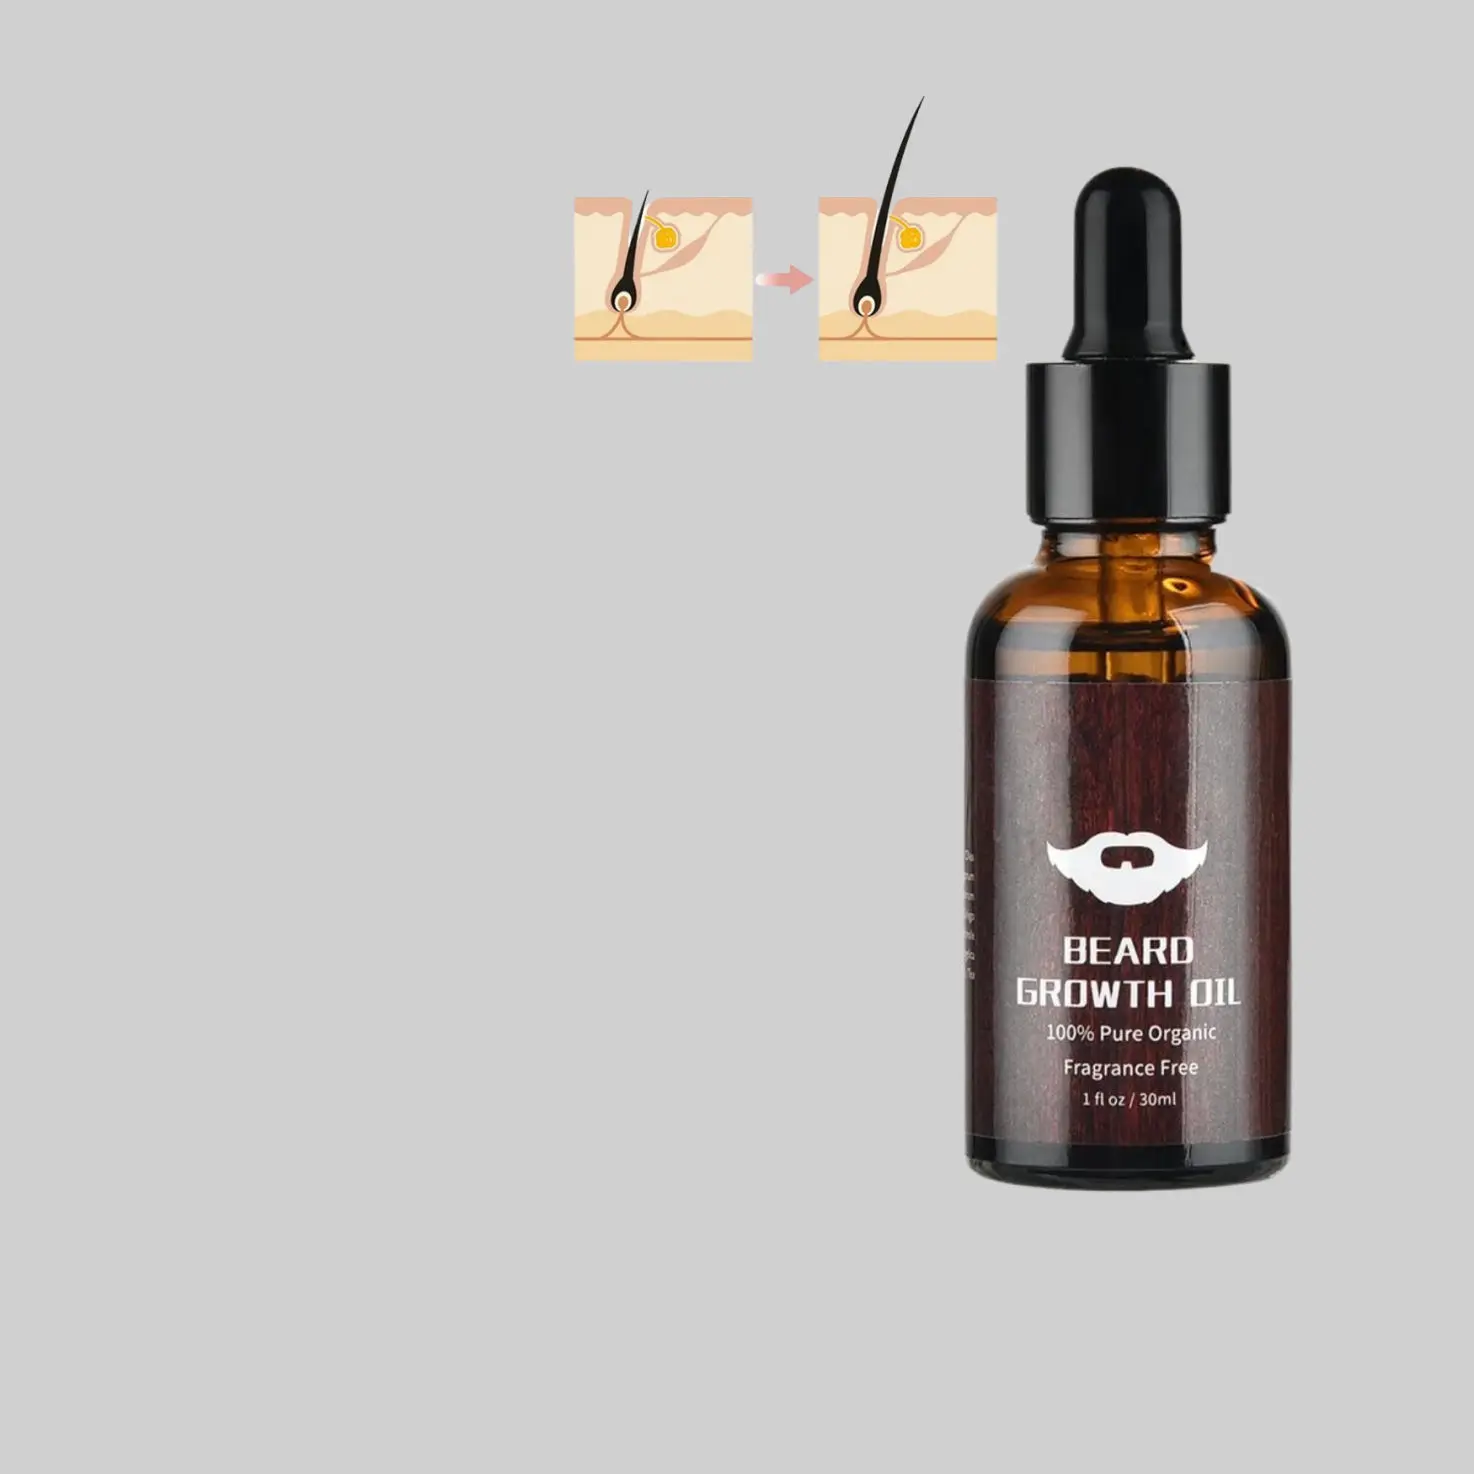 BEARD
GROWTH OIL
100% Pure Organic
Fragrance Free
1 fl oz / 30ml